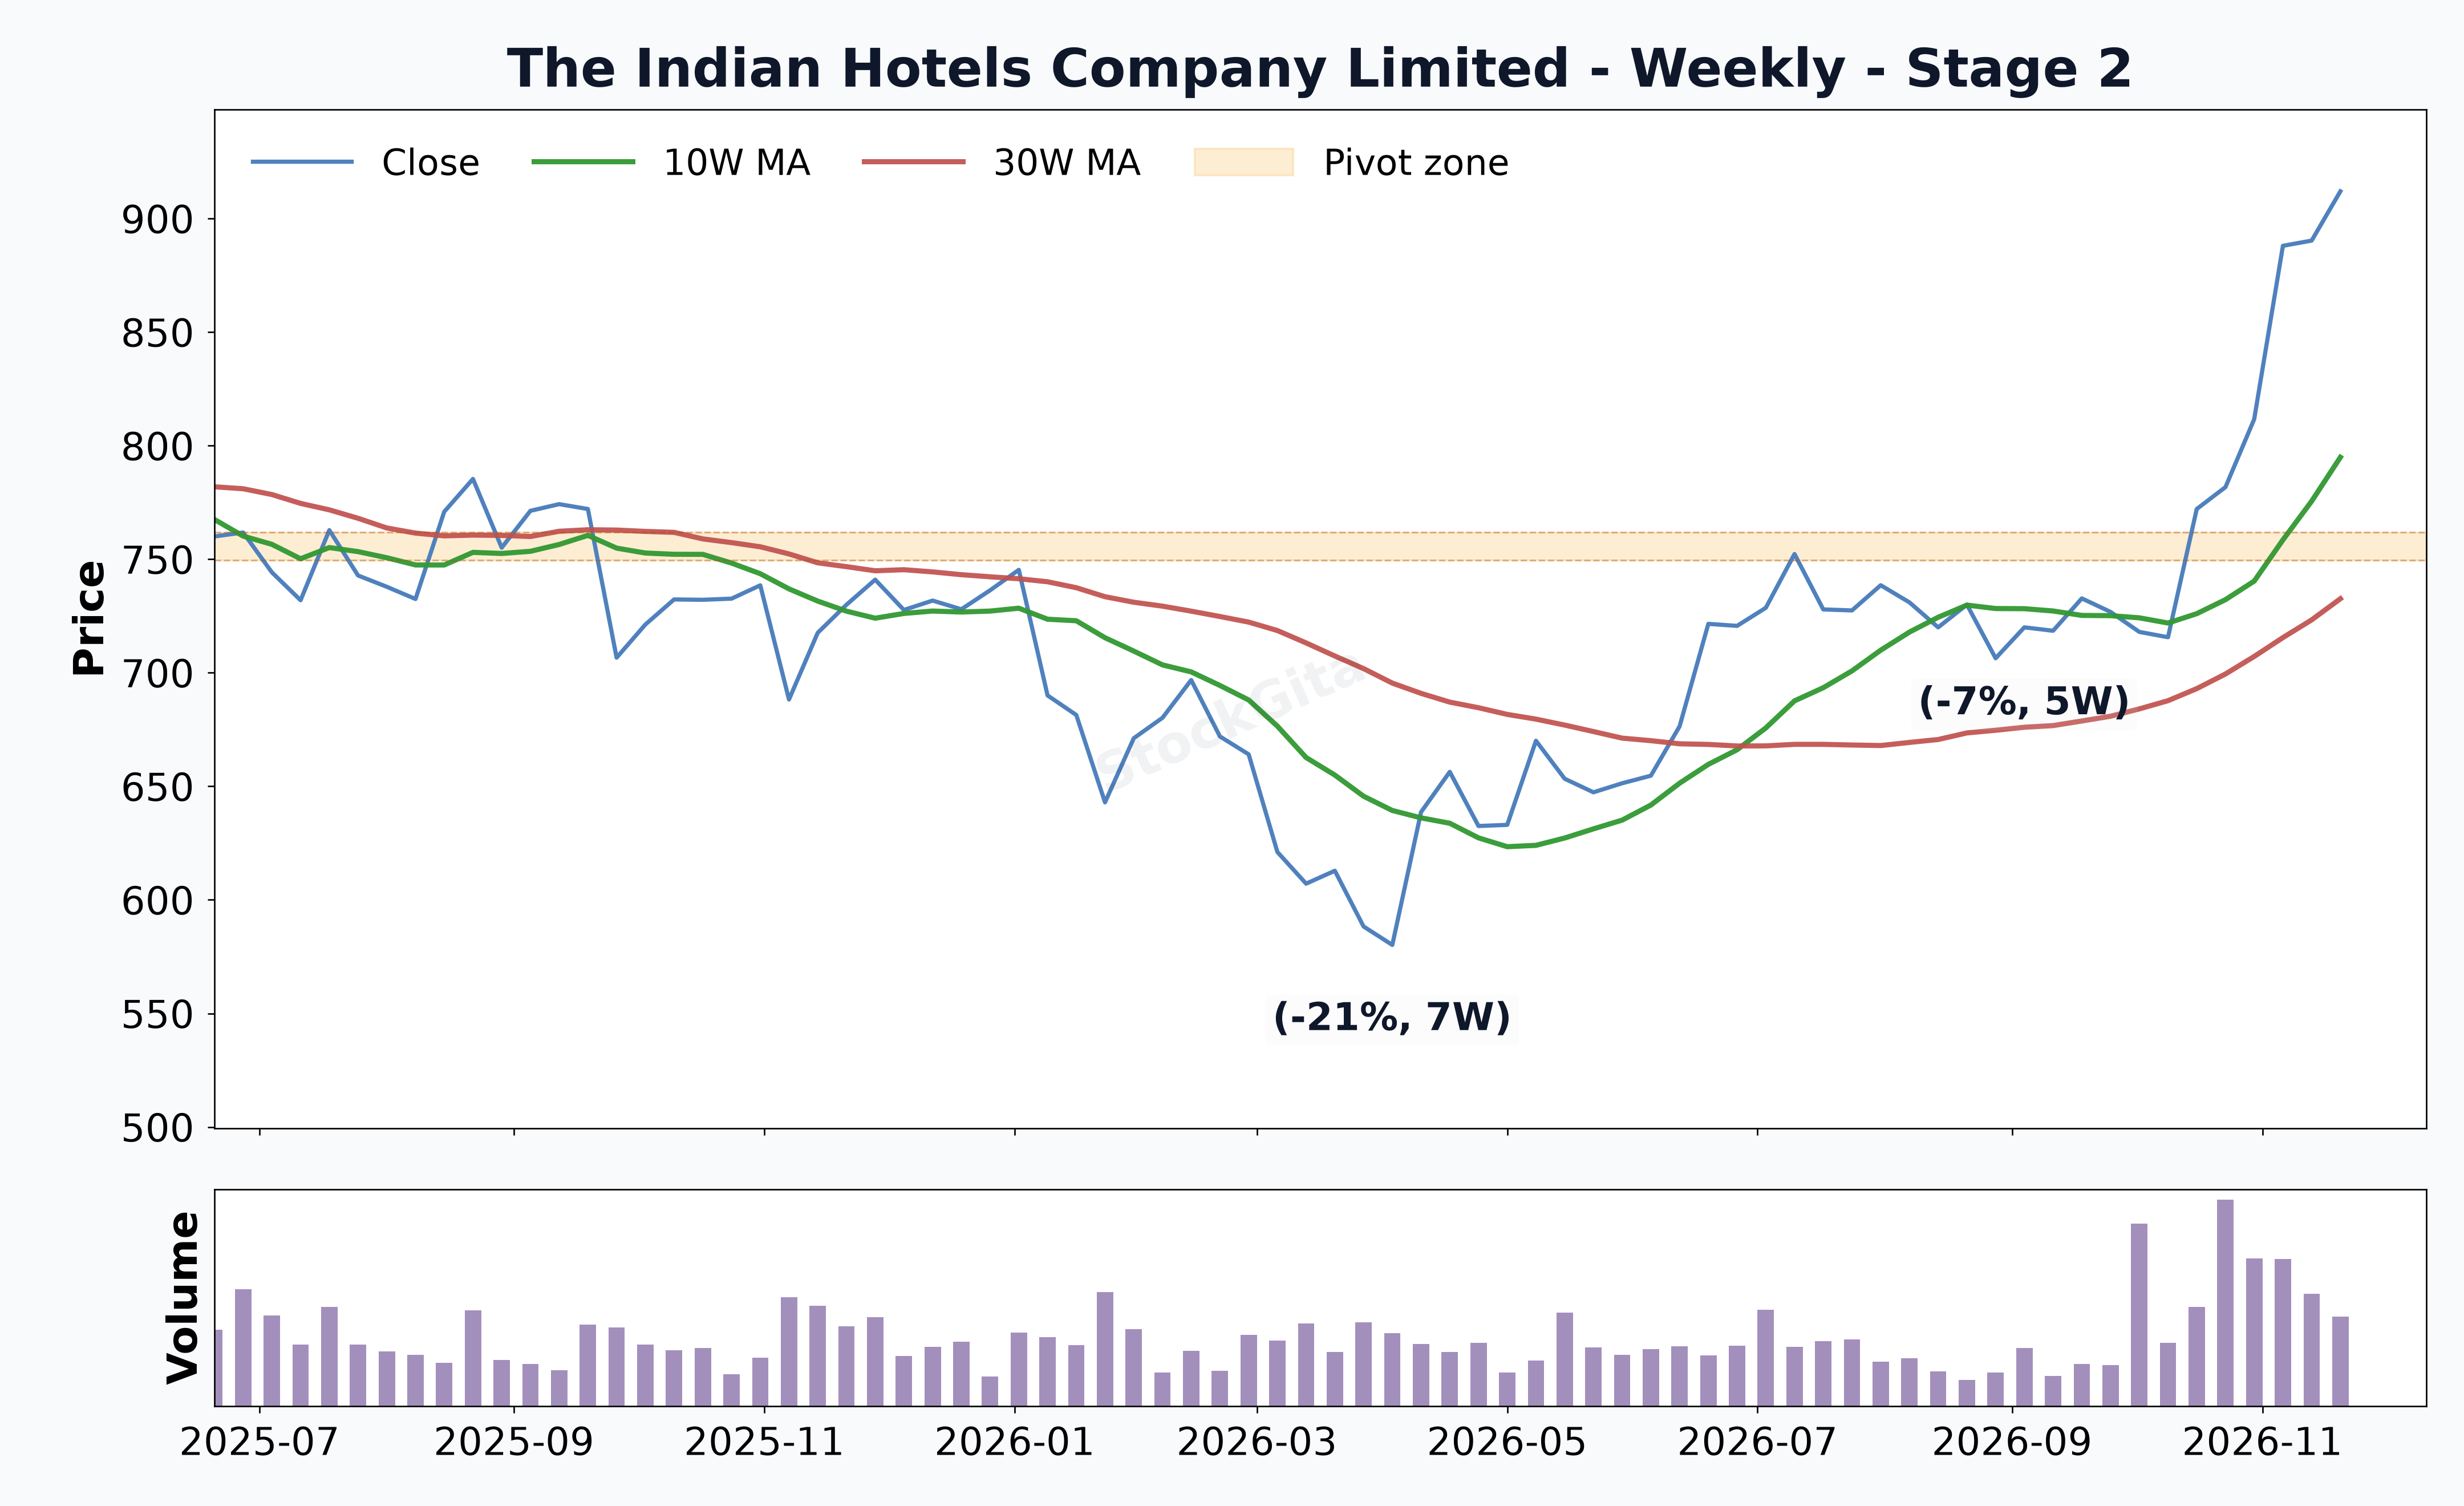 The Indian Hotels Company Limited - Weekly - Stage 2
Close 10W MA 30W MA Pivot zone
900
850
800
750
700
650
600
550
500
Price
StockGita
(-7%, 5W)
(-21%, 7W)
Volume
2025-07 2025-09 2025-11 2026-01 2026-03 2026-05 2026-07 2026-09 2026-11